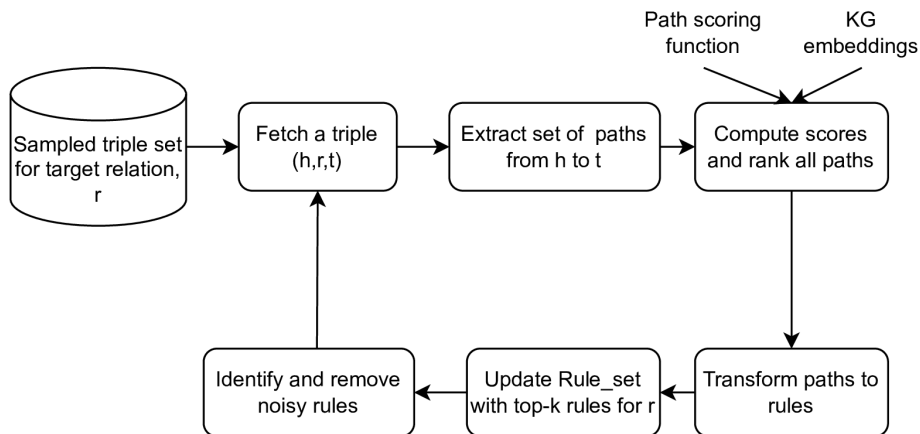 Path scoring
function
KG
embeddings
Sampled triple set
for target relation,
r
Fetch a triple
(h,r,t)
Extract set of paths
from h to t
Compute scores
and rank all paths
Identify and remove
noisy rules
Update Rule_set
with top-k rules for r
Transform paths to
rules